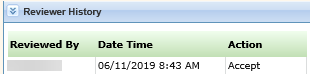 Reviewer History
Reviewed By Date Time Action
06/11/2019 8:43 AM Accept